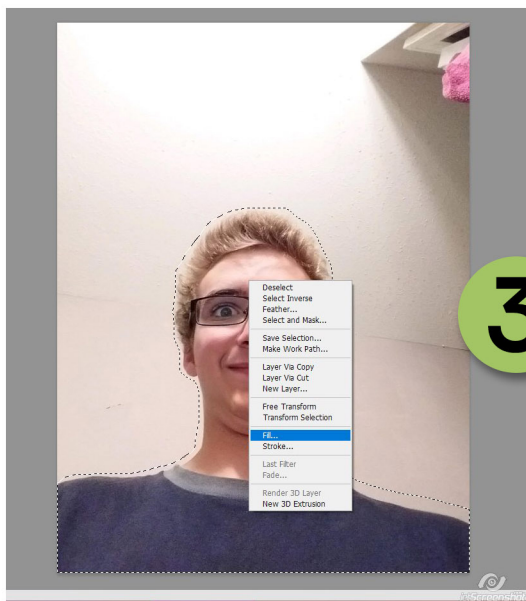 Deselect
Select Inverse
Feather...
Select and Mask...
Save Selection...
Make Work Path...
Layer Via Copy
Layer Via Cut
New Layer...
Free Transform
Transform Selection
Fill...
Stroke...
Last Filter
Fade...
Render 3D Layer
New 3D Extrusion
3